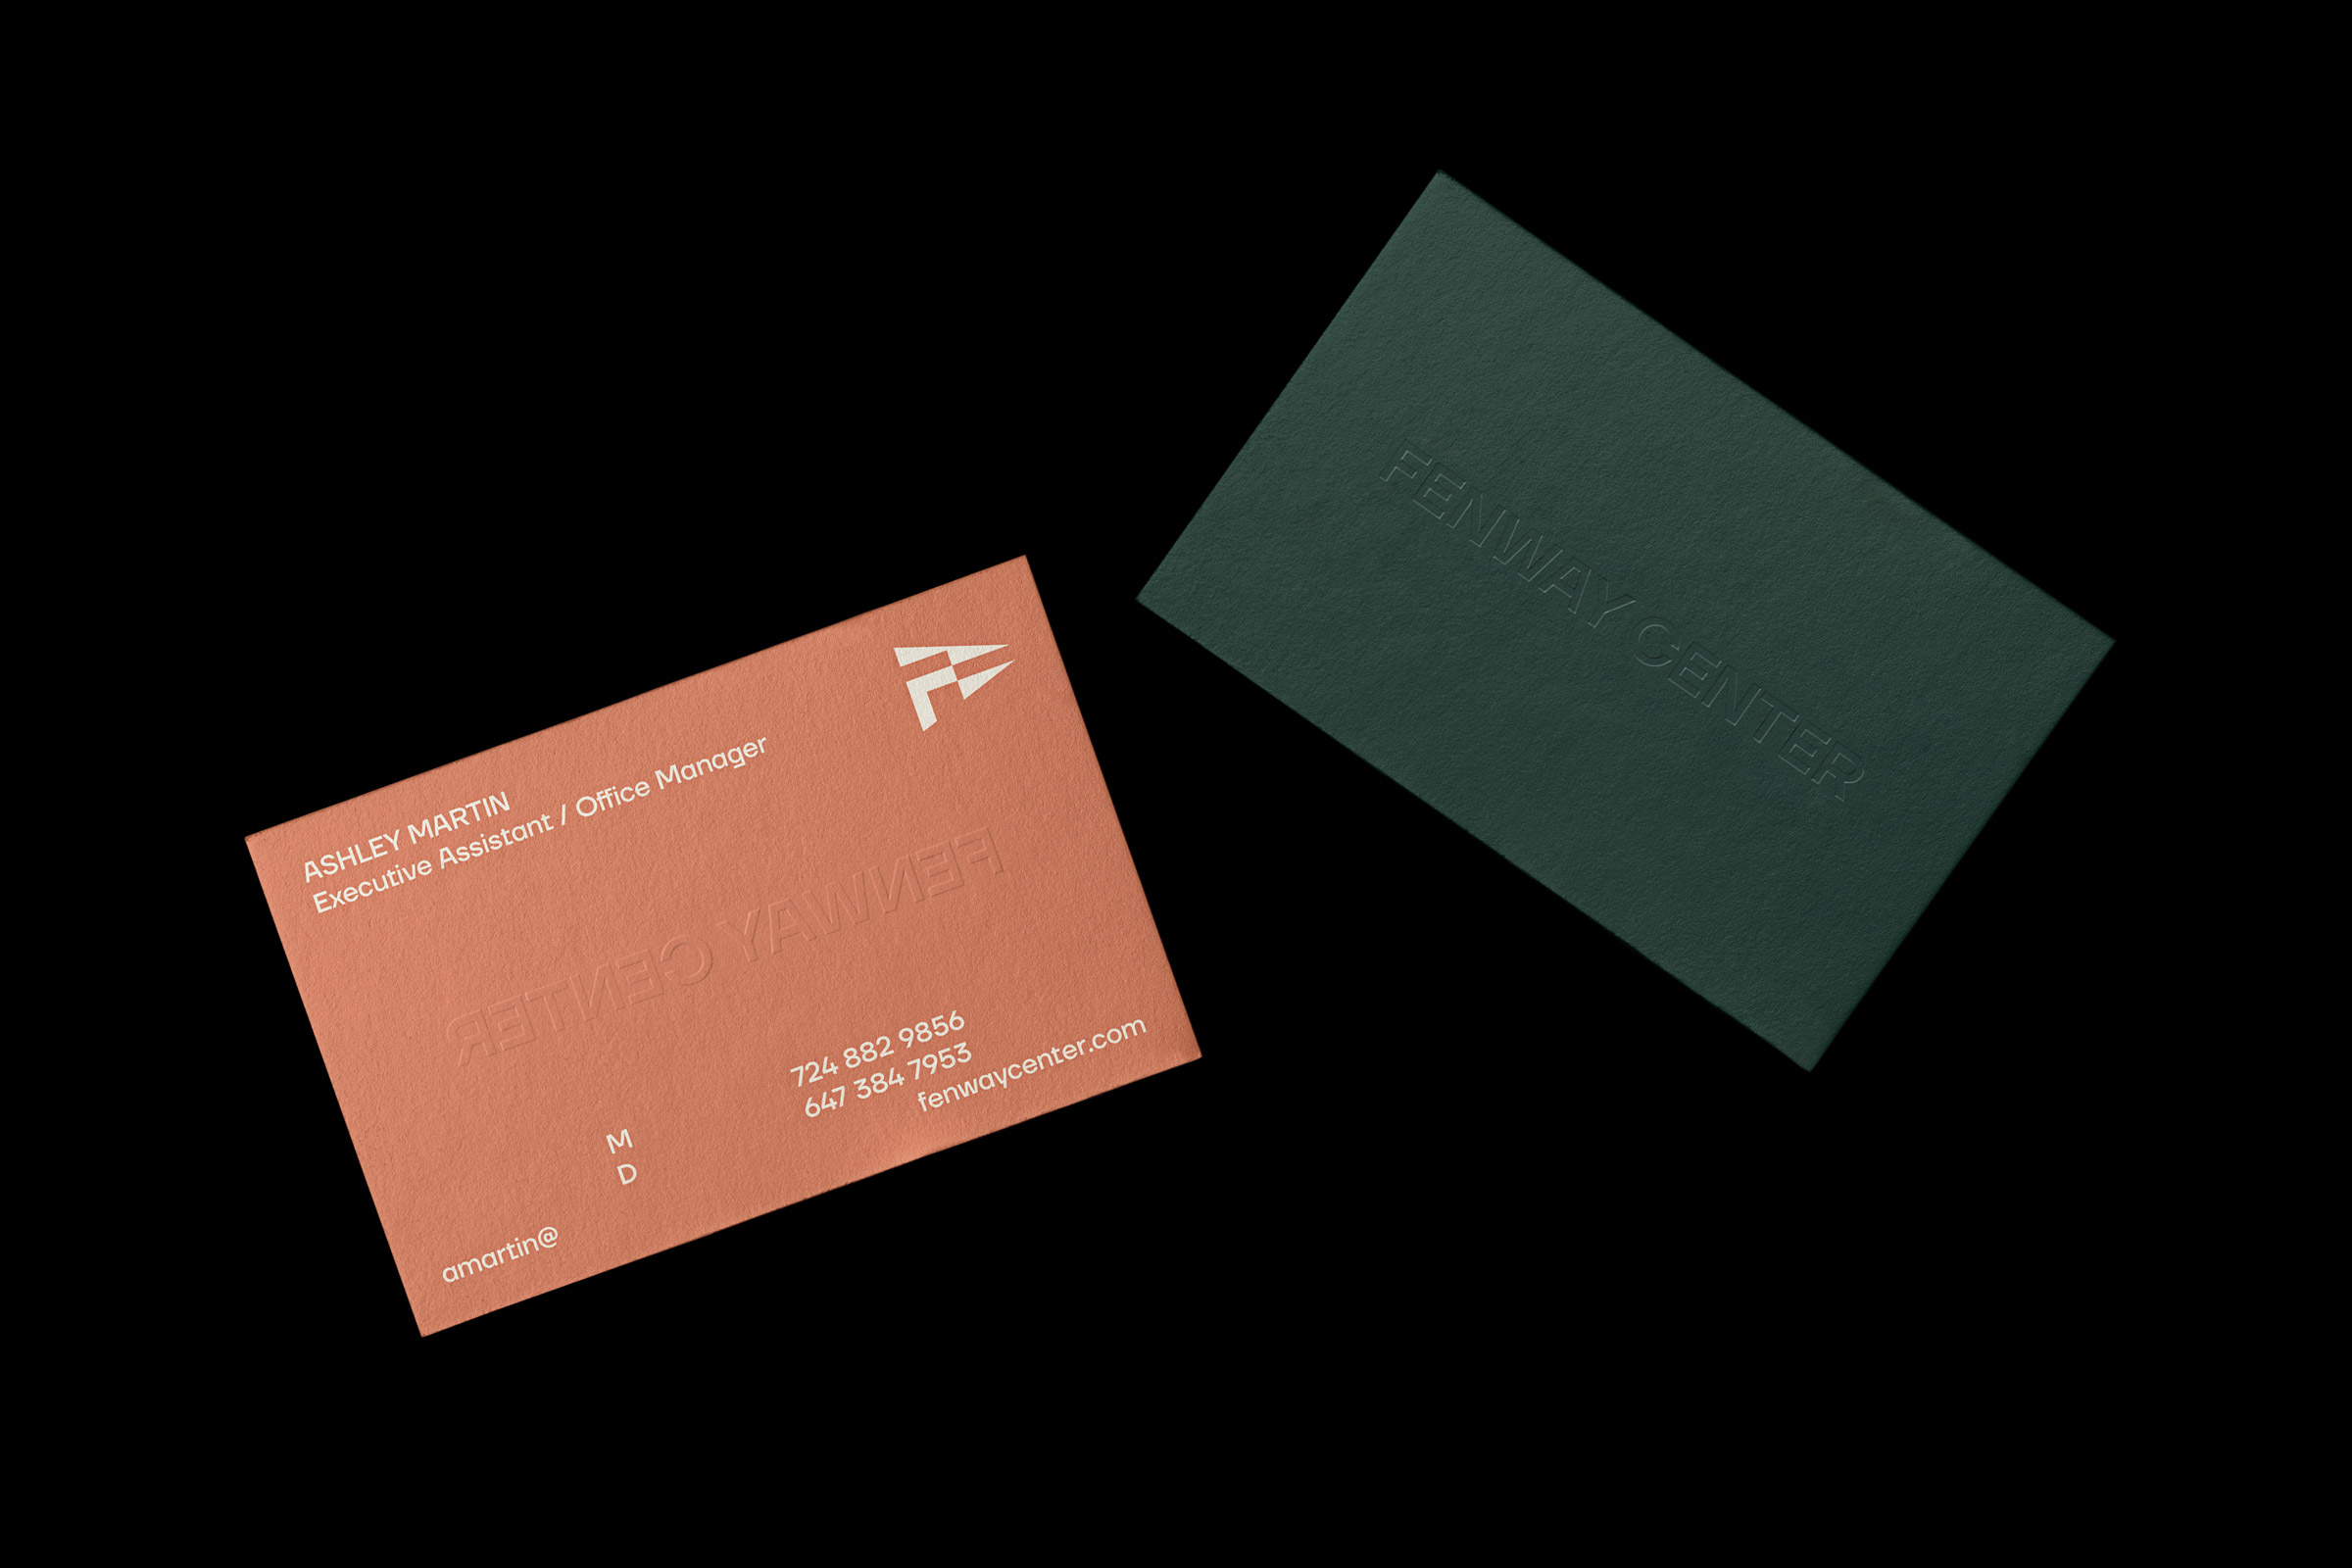 ASHLEY MARTIN
Executive Assistant / Office Manager
FENWAY CENTER
M 724 882 9856
D 647 384 7953
amartin@ fenwaycenter.com
FENWAY CENTER